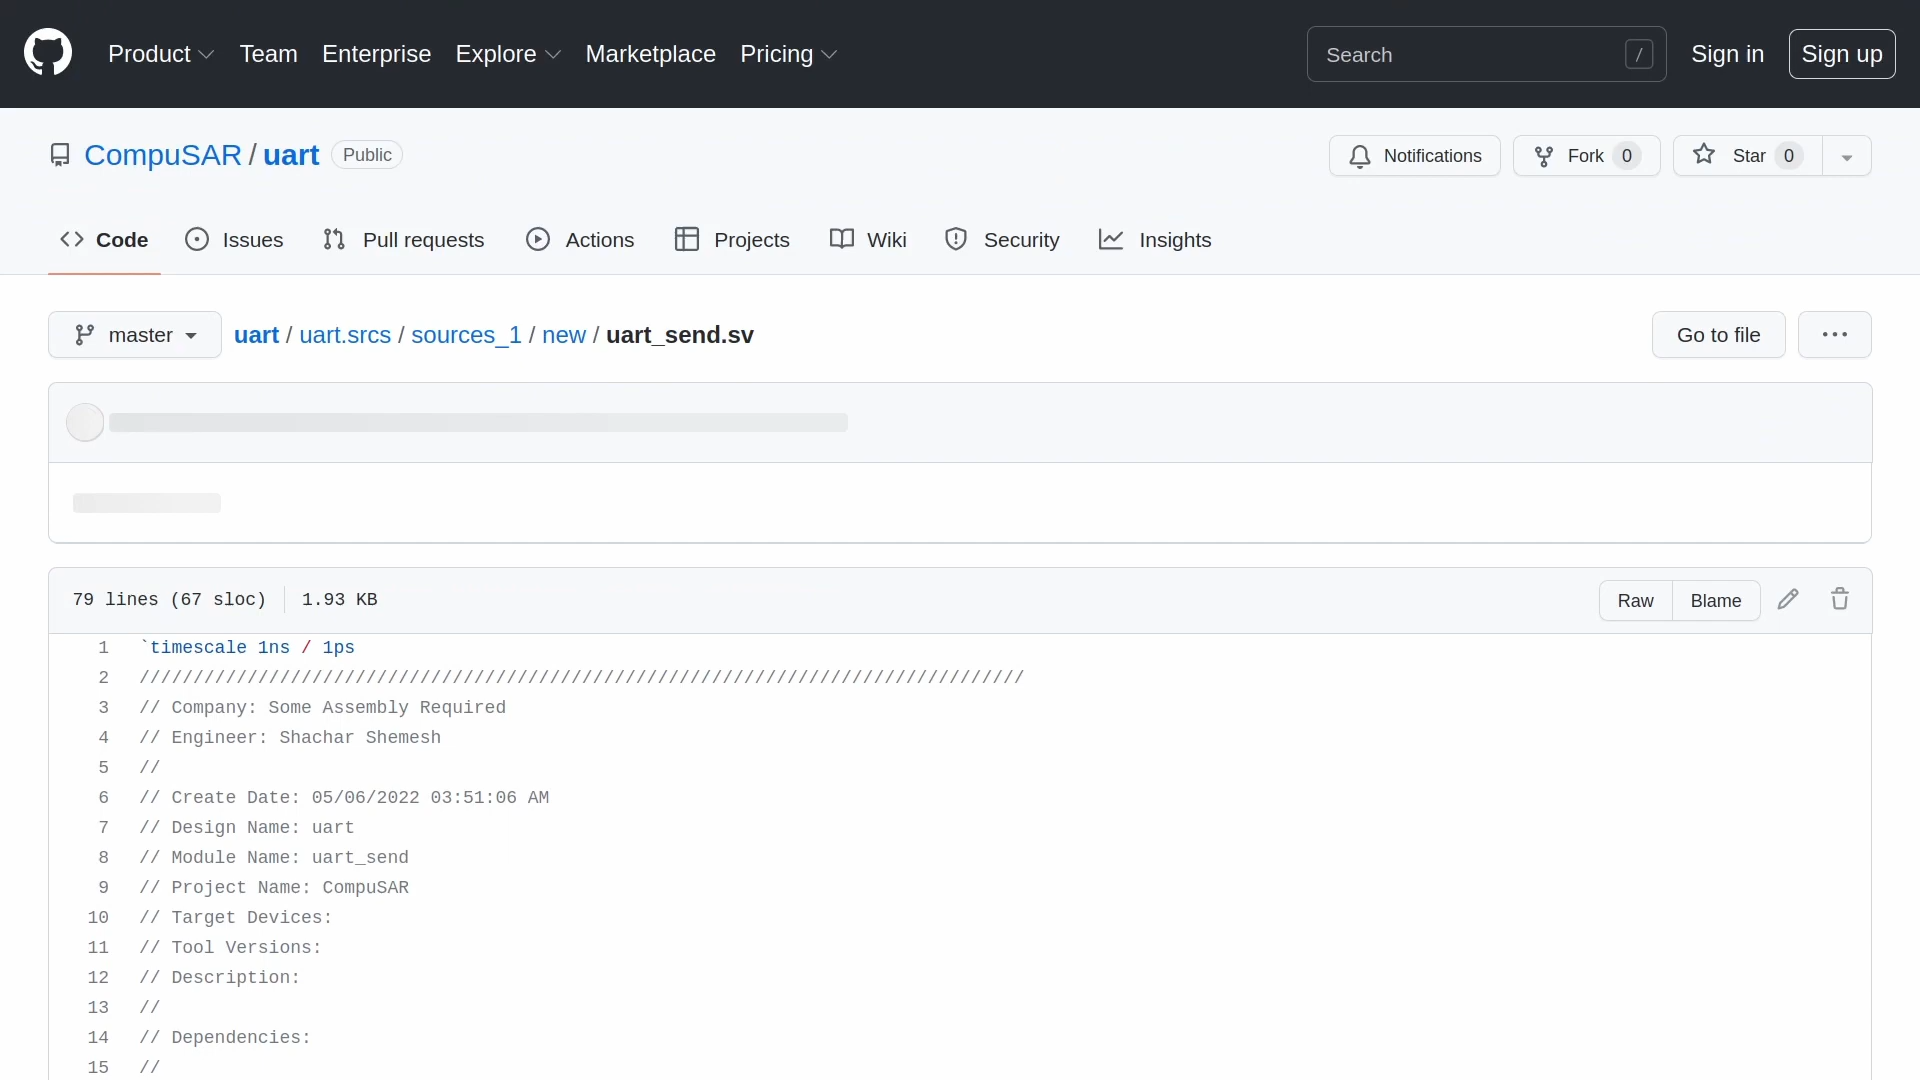 Product Team Enterprise Explore Marketplace Pricing Search / Sign in Sign up
CompuSAR / uart Public Notifications Fork 0 Star 0
Code Issues Pull requests Actions Projects Wiki Security Insights
master uart / uart.srcs / sources_1 / new / uart_send.sv Go to file ...
79 lines (67 sloc) 1.93 KB Raw Blame
1 `timescale 1ns / 1ps
2 //////////////////////////////////////////////////////////////////////////////////
3 // Company: Some Assembly Required
4 // Engineer: Shachar Shemesh
5 //
6 // Create Date: 05/06/2022 03:51:06 AM
7 // Design Name: uart
8 // Module Name: uart_send
9 // Project Name: CompuSAR
10 // Target Devices:
11 // Tool Versions:
12 // Description:
13 //
14 // Dependencies:
15 //